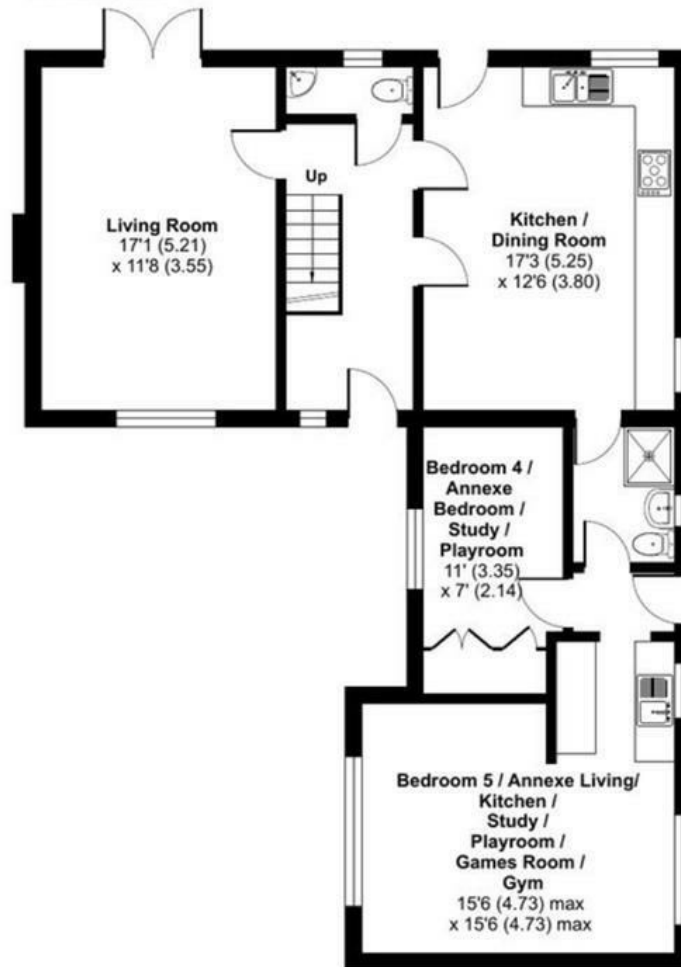 Up
Living Room
17'1 (5.21)
x 11'8 (3.55)
Kitchen /
Dining Room
17'3 (5.25)
x 12'6 (3.80)
Bedroom 4 /
Annexe
Bedroom /
Study /
Playroom
11' (3.35)
x 7' (2.14)
Bedroom 5 / Annexe Living/
Kitchen /
Study /
Playroom /
Games Room /
Gym
15'6 (4.73) max
x 15'6 (4.73) max